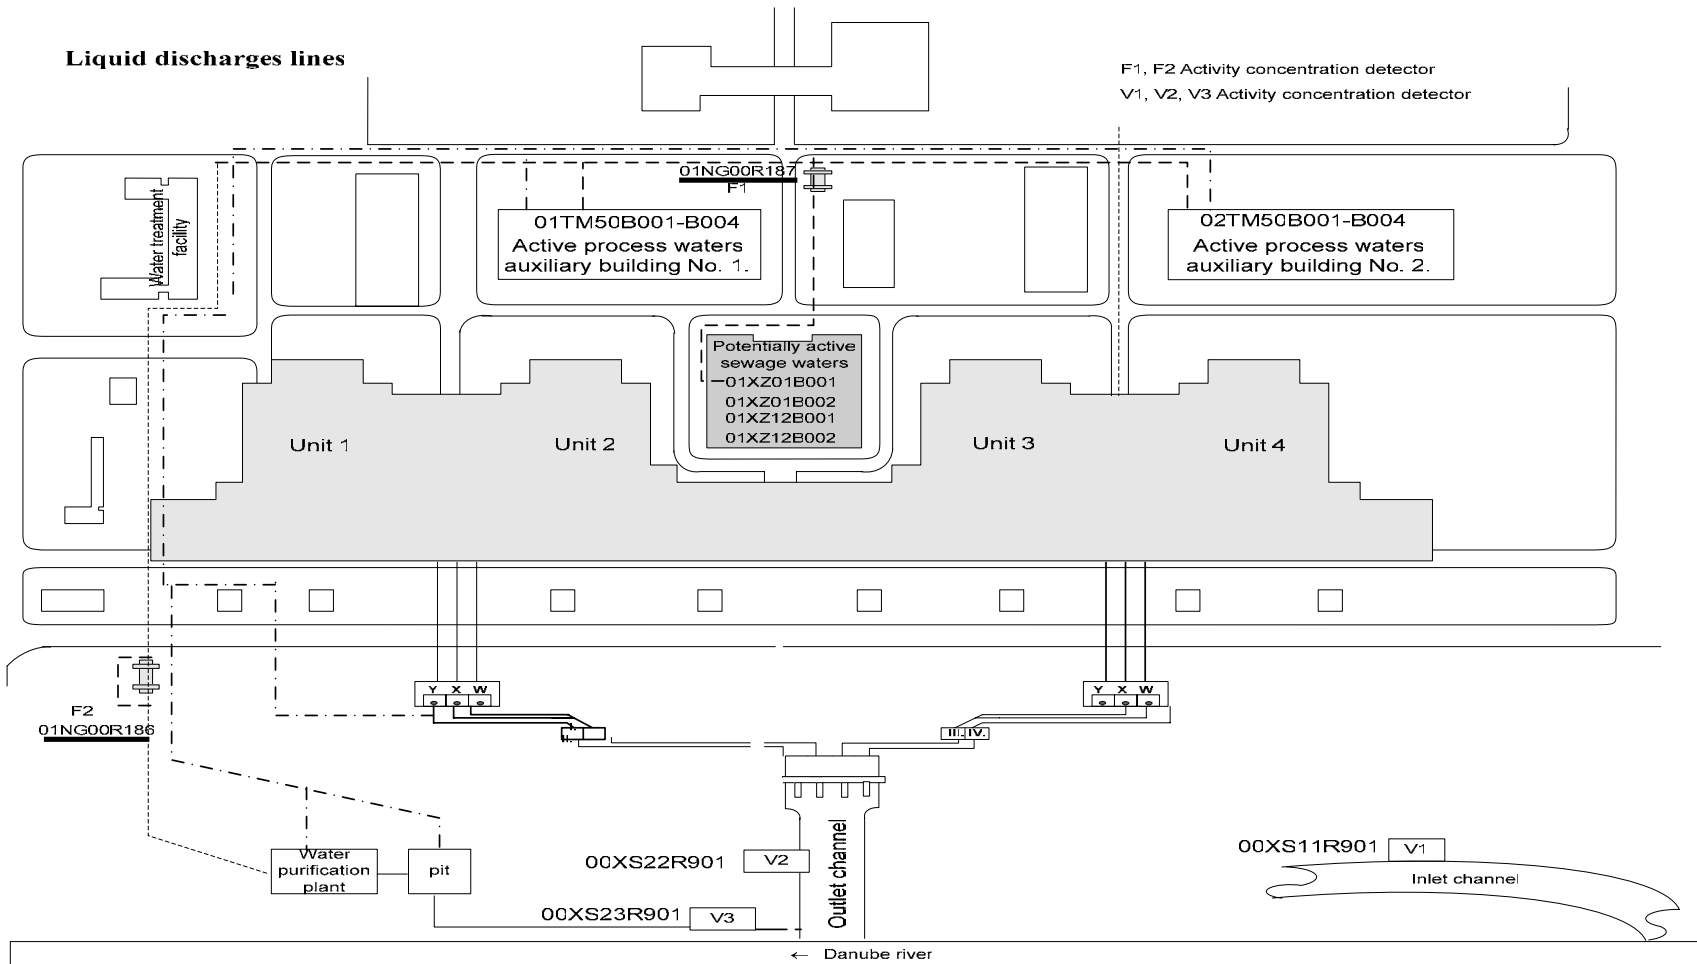 Liquid discharges lines
F1, F2 Activity concentration detector
V1, V2, V3 Activity concentration detector
01NG00R187
F1
Water treatment
facility
01TM50B001-B004
Active process waters
auxiliary building No. 1.
02TM50B001-B004
Active process waters
auxiliary building No. 2.
Potentially active
sewage waters
01XZ01B001
01XZ01B002
01XZ12B001
01XZ12B002
Unit 1
Unit 2
Unit 3
Unit 4
Y X W
Y X W
F2
01NG00R186
II.
II. IV.
Water
purification
plant
pit
00XS22R901
V2
00XS23R901
V3
Outlet channel
00XS11R901
V1
Inlet channel
← Danube river